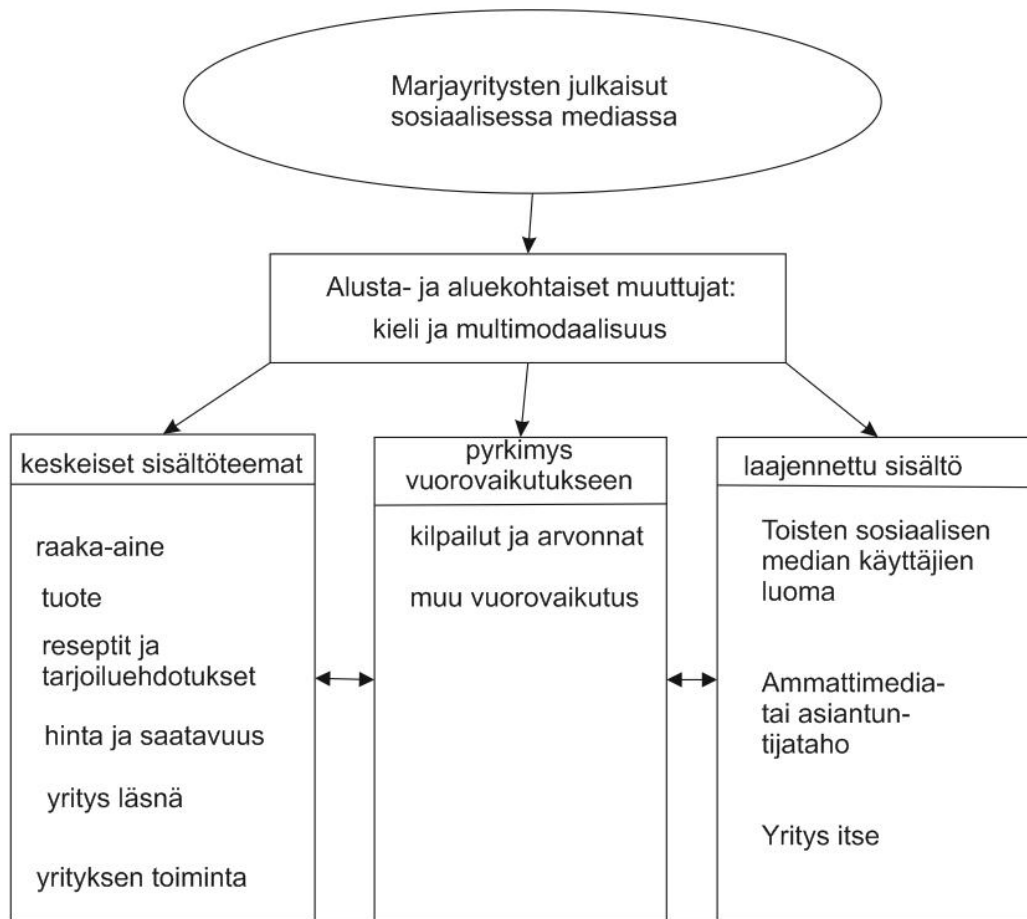 Marjayritysten julkaisut
sosiaalisessa mediassa
Alusta- ja aluekohtaiset muuttujat:
kieli ja multimodaalisuus
keskeiset sisältöteemat
raaka-aine
tuote
reseptit ja
tarjoiluehdotukset
hinta ja saatavuus
yritys läsnä
yrityksen toiminta
pyrkimys
vuorovaikutukseen
kilpailut ja arvonnat
muu vuorovaikutus
laajennettu sisältö
Toisten sosiaalisen
median käyttäjien
luoma
Ammattimedia-
tai asiantun-
tijataho
Yritys itse